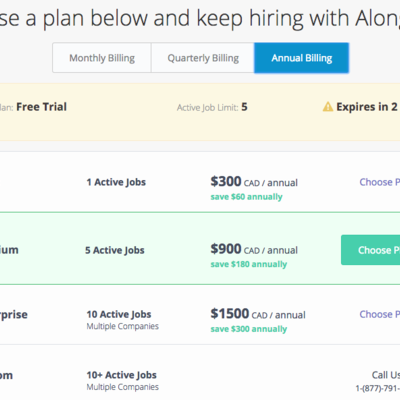 se a plan below and keep hiring with Along
Monthly Billing Quarterly Billing Annual Billing
lan: Free Trial Active Job Limit: 5 Expires in 2
1 Active Jobs $300 CAD / annual Choose P
save $60 annually
ium 5 Active Jobs $900 CAD / annual Choose P
save $180 annually
rprise 10 Active Jobs $1500 CAD / annual Choose P
Multiple Companies save $300 annually
om 10+ Active Jobs Call Us
Multiple Companies 1-(877)-791-